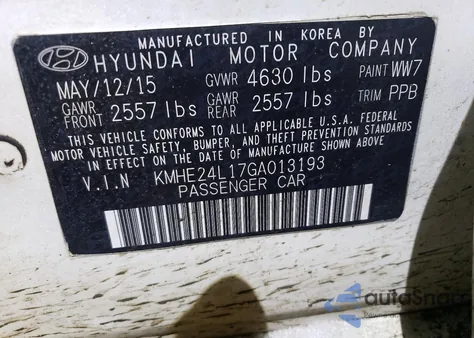 MANUFACTURED IN KOREA BY
HYUNDAI MOTOR COMPANY
MAY/12/15 GVWR 4630 lbs PAINT WW7
GAWR FRONT 2557 lbs GAWR REAR 2557 lbs TRIM PPB
THIS VEHICLE CONFORMS TO ALL APPLICABLE U.S.A. FEDERAL
MOTOR VEHICLE SAFETY, BUMPER, AND THEFT PREVENTION STANDARDS
IN EFFECT ON THE DATE OF MANUFACTURE SHOWN ABOVE.
V.I.N KMHE24L17GA013193
PASSENGER CAR
autoSnap